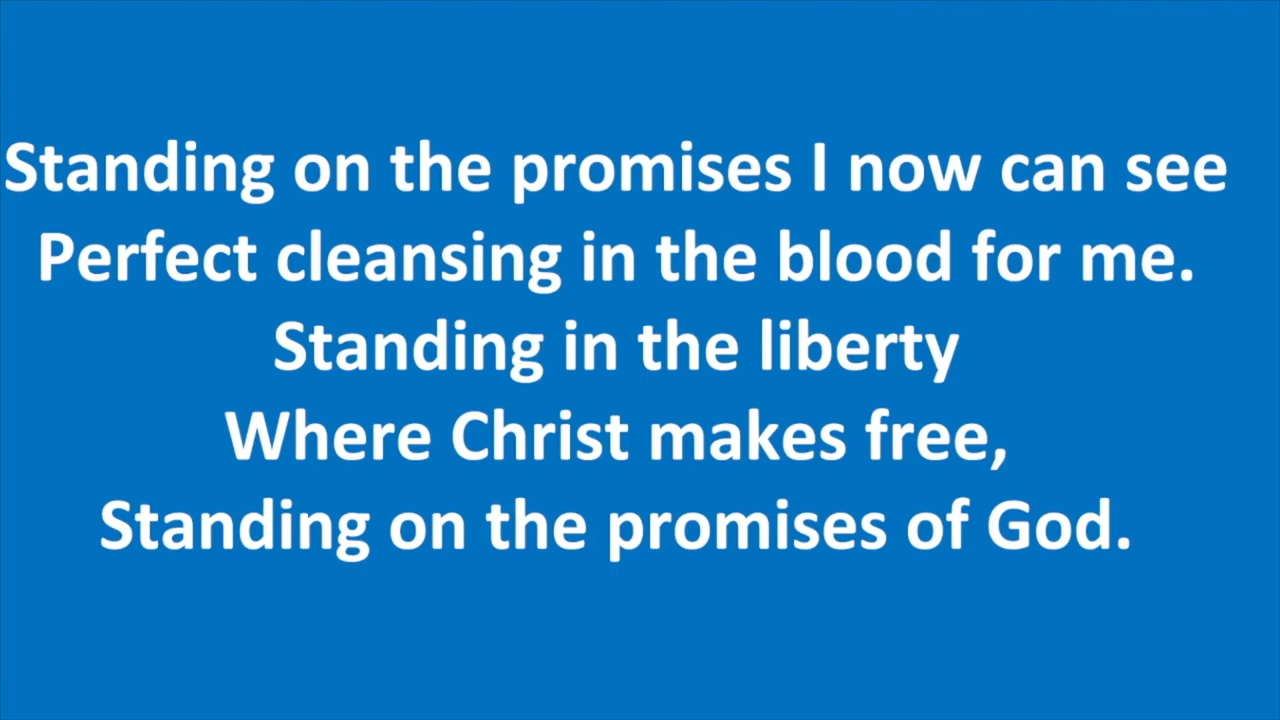 Standing on the promises I now can see
Perfect cleansing in the blood for me.
Standing in the liberty
Where Christ makes free,
Standing on the promises of God.